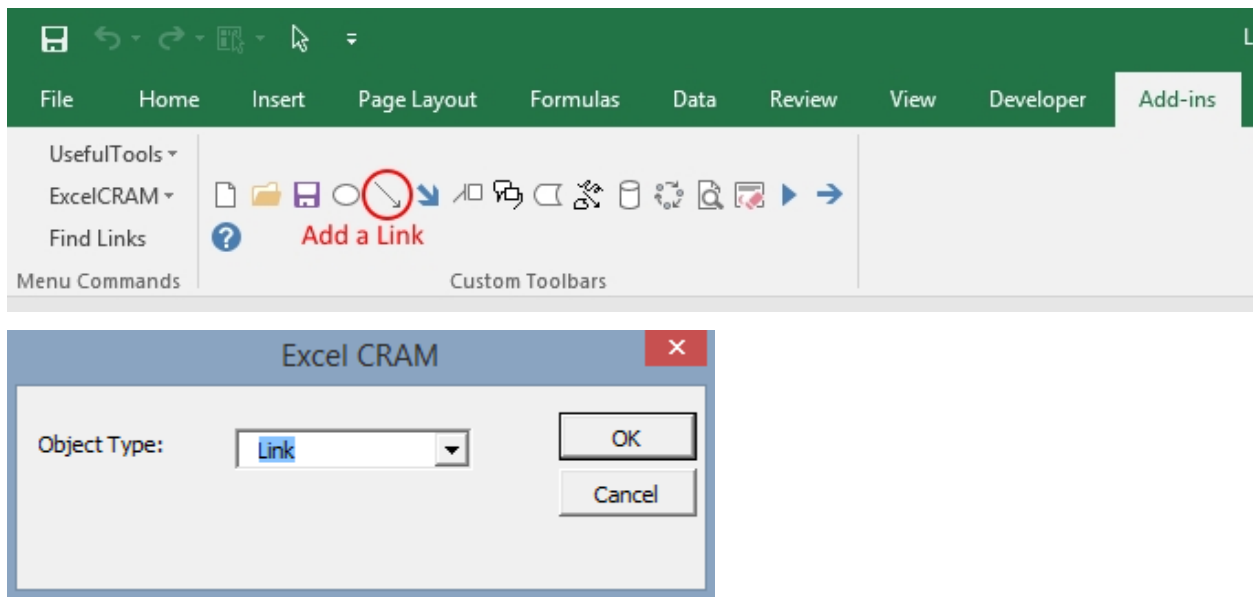 L
File Home Insert Page Layout Formulas Data Review View Developer Add-ins
UsefulTools
ExcelCRAM
Find Links ? Add a Link
Menu Commands Custom Toolbars
Excel CRAM
Object Type: Link OK
Cancel